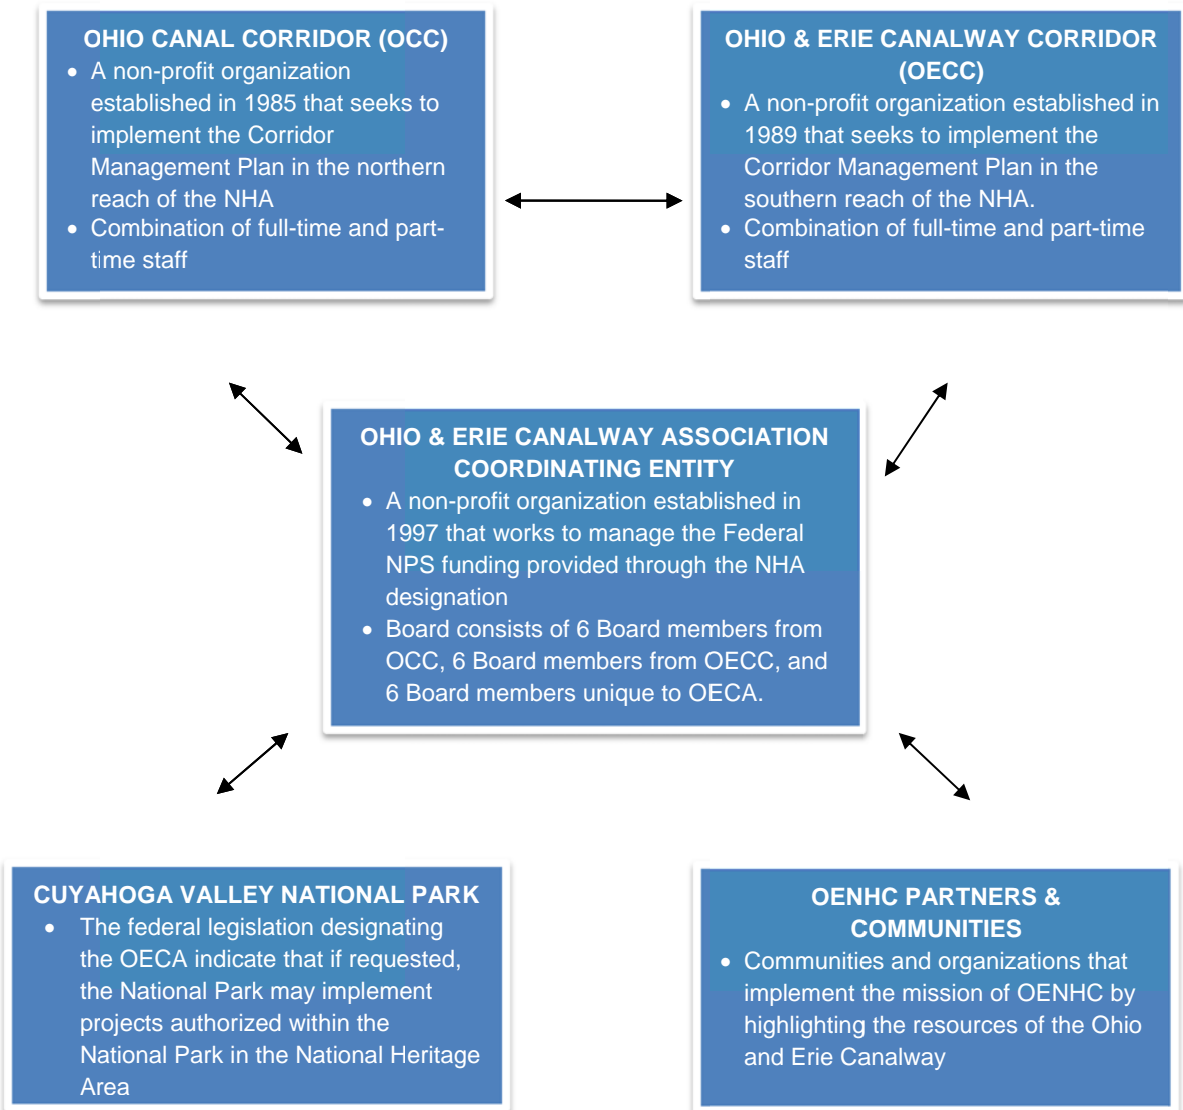 OHIO CANAL CORRIDOR (OCC)
• A non-profit organization
established in 1985 that seeks to
implement the Corridor
Management Plan in the northern
reach of the NHA
• Combination of full-time and part-
time staff
OHIO & ERIE CANALWAY CORRIDOR
(OECC)
• A non-profit organization established in
1989 that seeks to implement the
Corridor Management Plan in the
southern reach of the NHA.
• Combination of full-time and part-time
staff
OHIO & ERIE CANALWAY ASSOCIATION
COORDINATING ENTITY
• A non-profit organization established in
1997 that works to manage the Federal
NPS funding provided through the NHA
designation
• Board consists of 6 Board members from
OCC, 6 Board members from OECC, and
6 Board members unique to OECA.
CUYAHOGA VALLEY NATIONAL PARK
• The federal legislation designating
the OECA indicate that if requested,
the National Park may implement
projects authorized within the
National Park in the National Heritage
Area
OENHC PARTNERS &
COMMUNITIES
• Communities and organizations that
implement the mission of OENHC by
highlighting the resources of the Ohio
and Erie Canalway